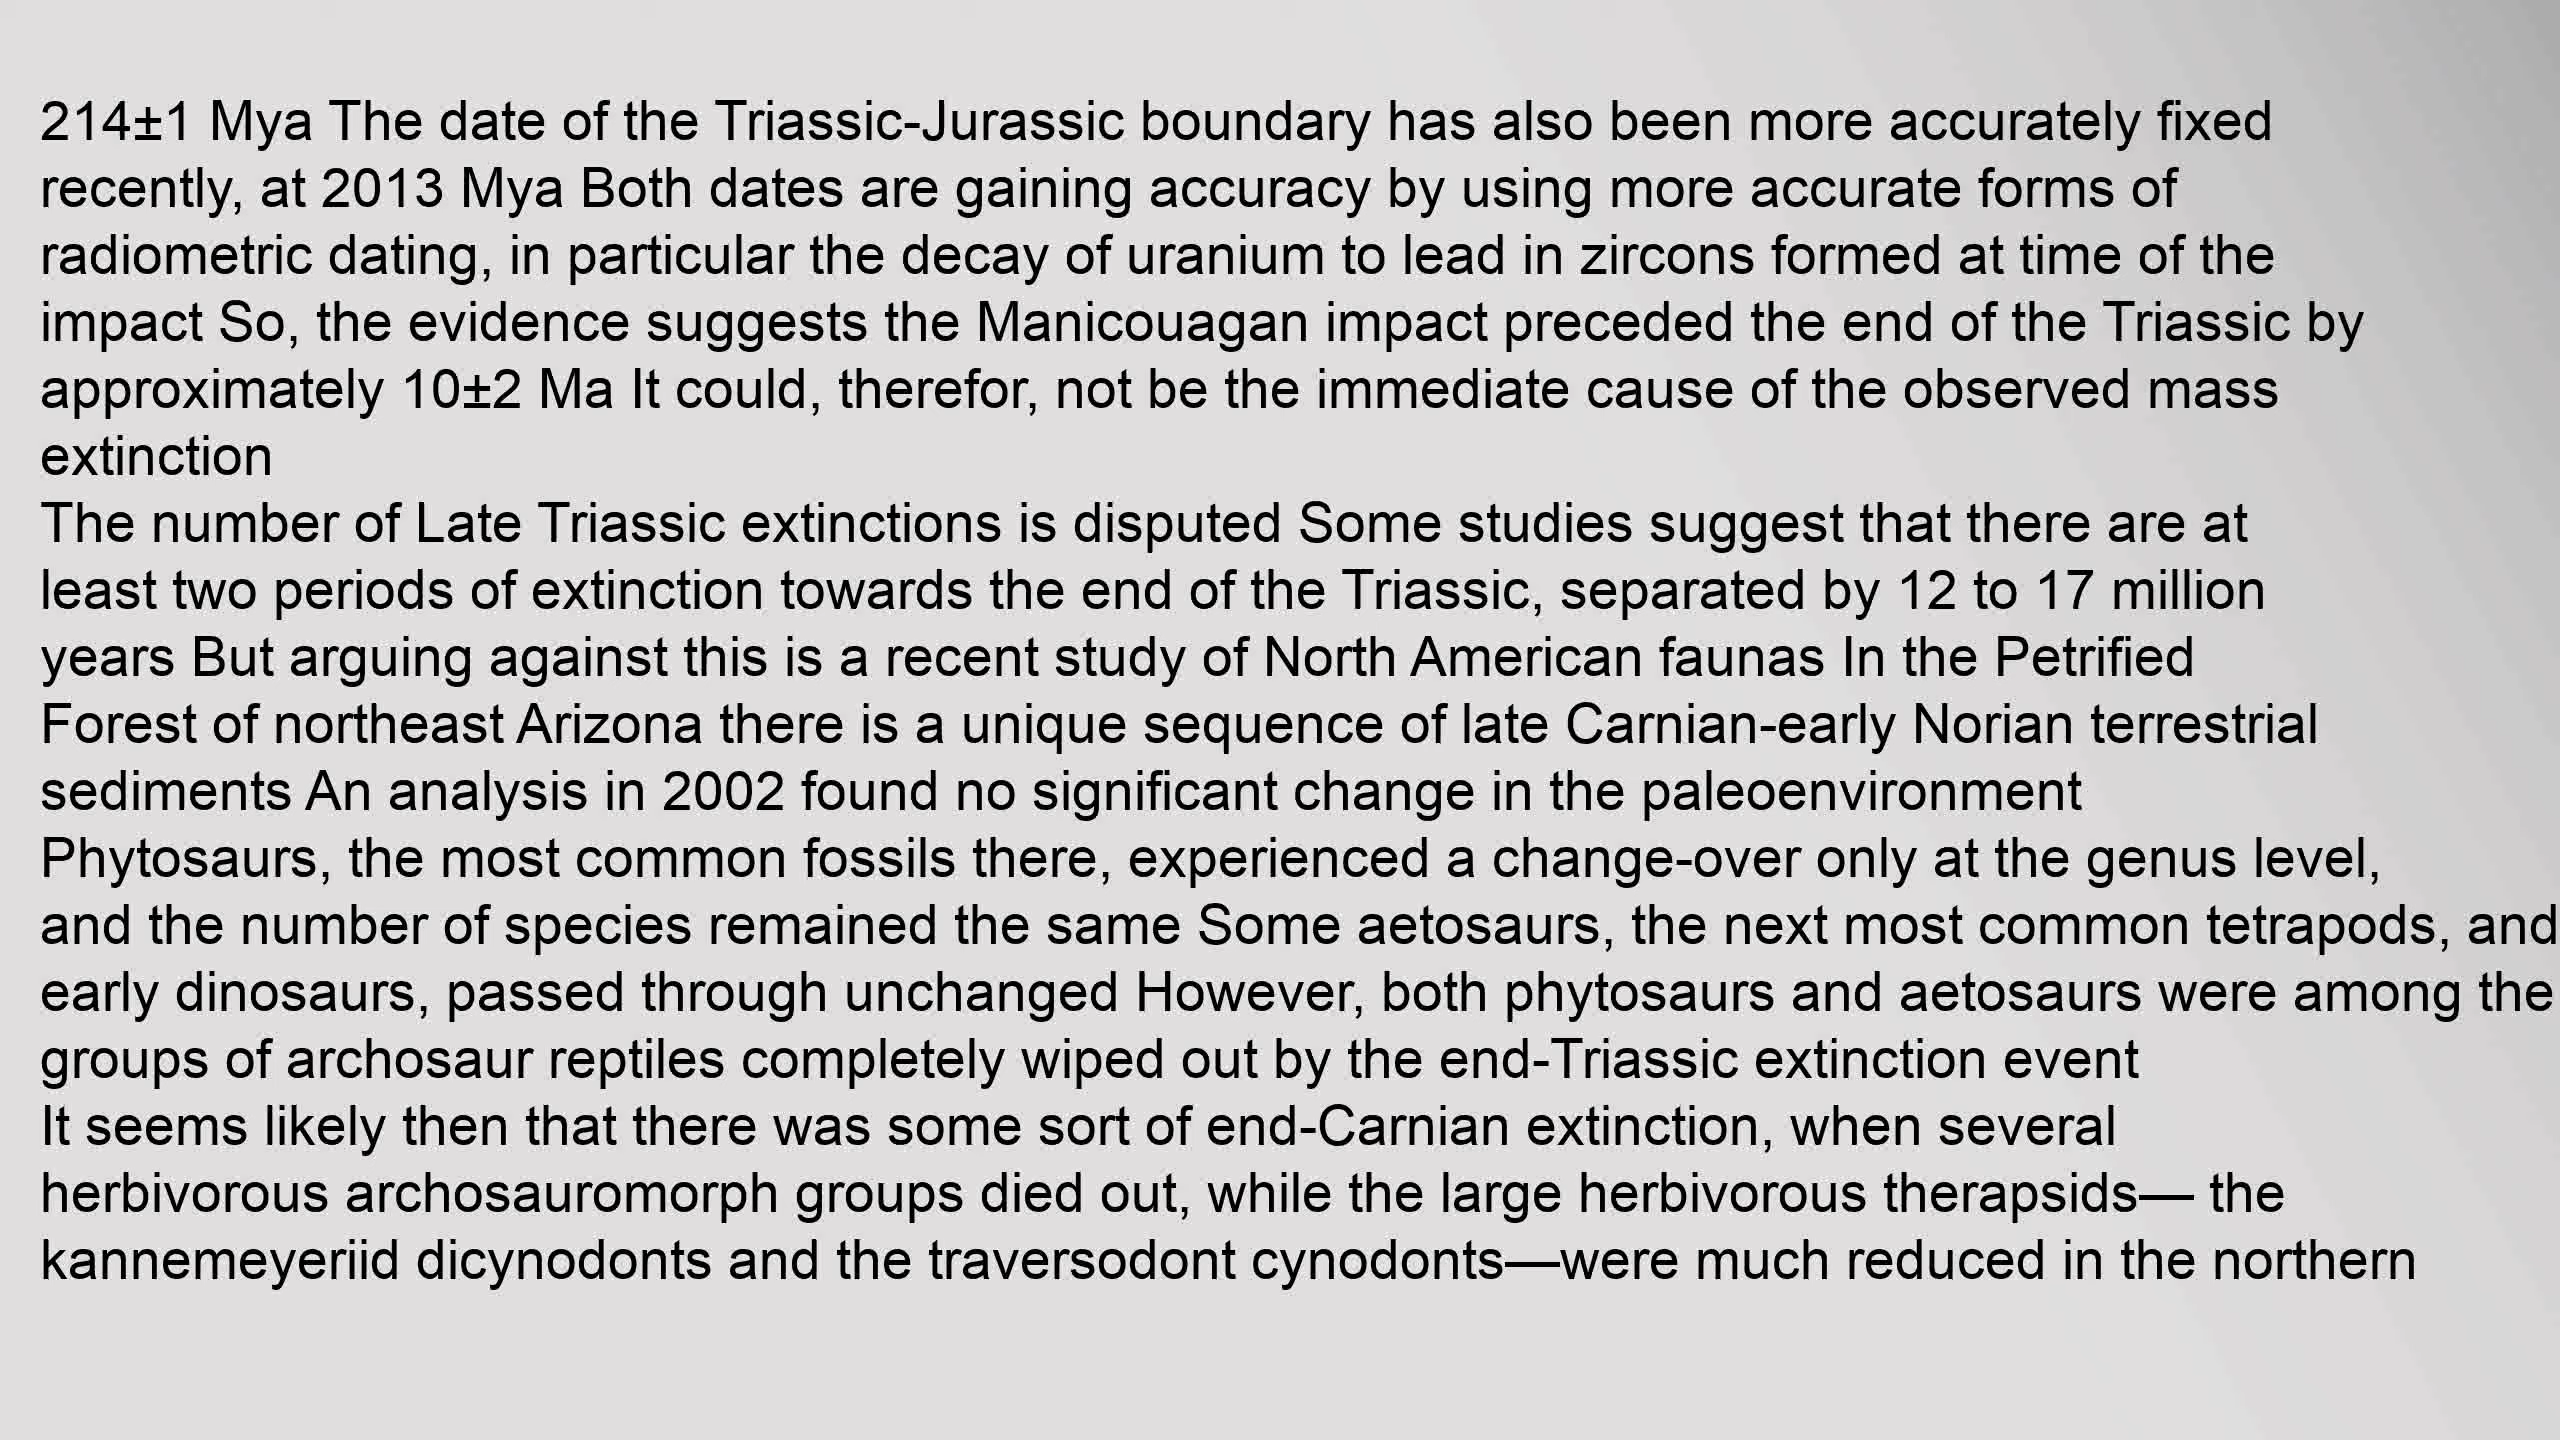 214±1 Mya The date of the Triassic-Jurassic boundary has also been more accurately fixed
recently, at 2013 Mya Both dates are gaining accuracy by using more accurate forms of
radiometric dating, in particular the decay of uranium to lead in zircons formed at time of the
impact So, the evidence suggests the Manicouagan impact preceded the end of the Triassic by
approximately 10±2 Ma It could, therefor, not be the immediate cause of the observed mass
extinction
The number of Late Triassic extinctions is disputed Some studies suggest that there are at
least two periods of extinction towards the end of the Triassic, separated by 12 to 17 million
years But arguing against this is a recent study of North American faunas In the Petrified
Forest of northeast Arizona there is a unique sequence of late Carnian-early Norian terrestrial
sediments An analysis in 2002 found no significant change in the paleoenvironment
Phytosaurs, the most common fossils there, experienced a change-over only at the genus level,
and the number of species remained the same Some aetosaurs, the next most common tetrapods, and
early dinosaurs, passed through unchanged However, both phytosaurs and aetosaurs were among the
groups of archosaur reptiles completely wiped out by the end-Triassic extinction event
It seems likely then that there was some sort of end-Carnian extinction, when several
herbivorous archosauromorph groups died out, while the large herbivorous therapsids— the
kannemeyeriid dicynodonts and the traversodont cynodonts—were much reduced in the northern